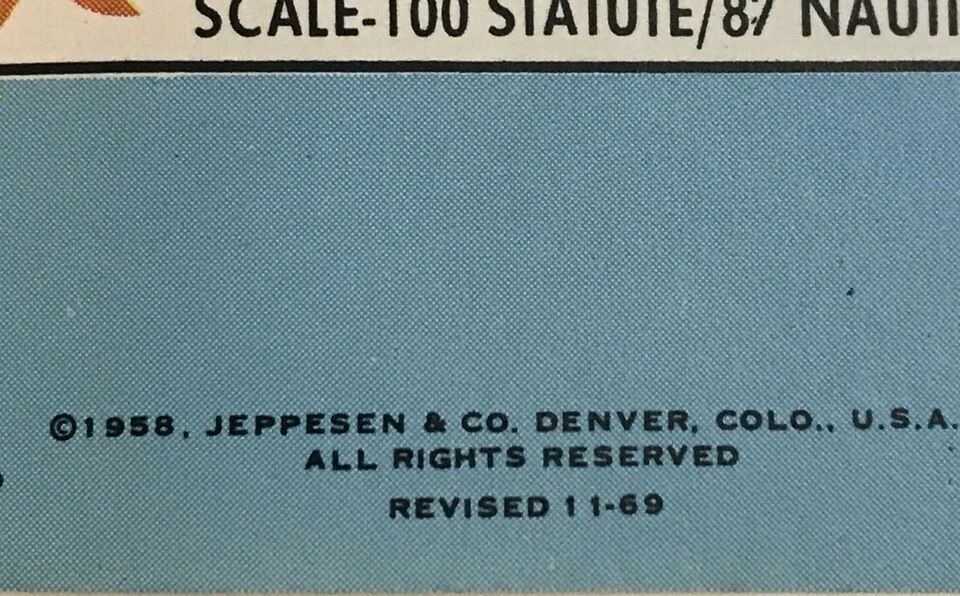 SCALE-100 STATUTE/87
©1958, JEPPESEN & CO. DENVER, COLO., U.S.A.
ALL RIGHTS RESERVED
REVISED 11-69